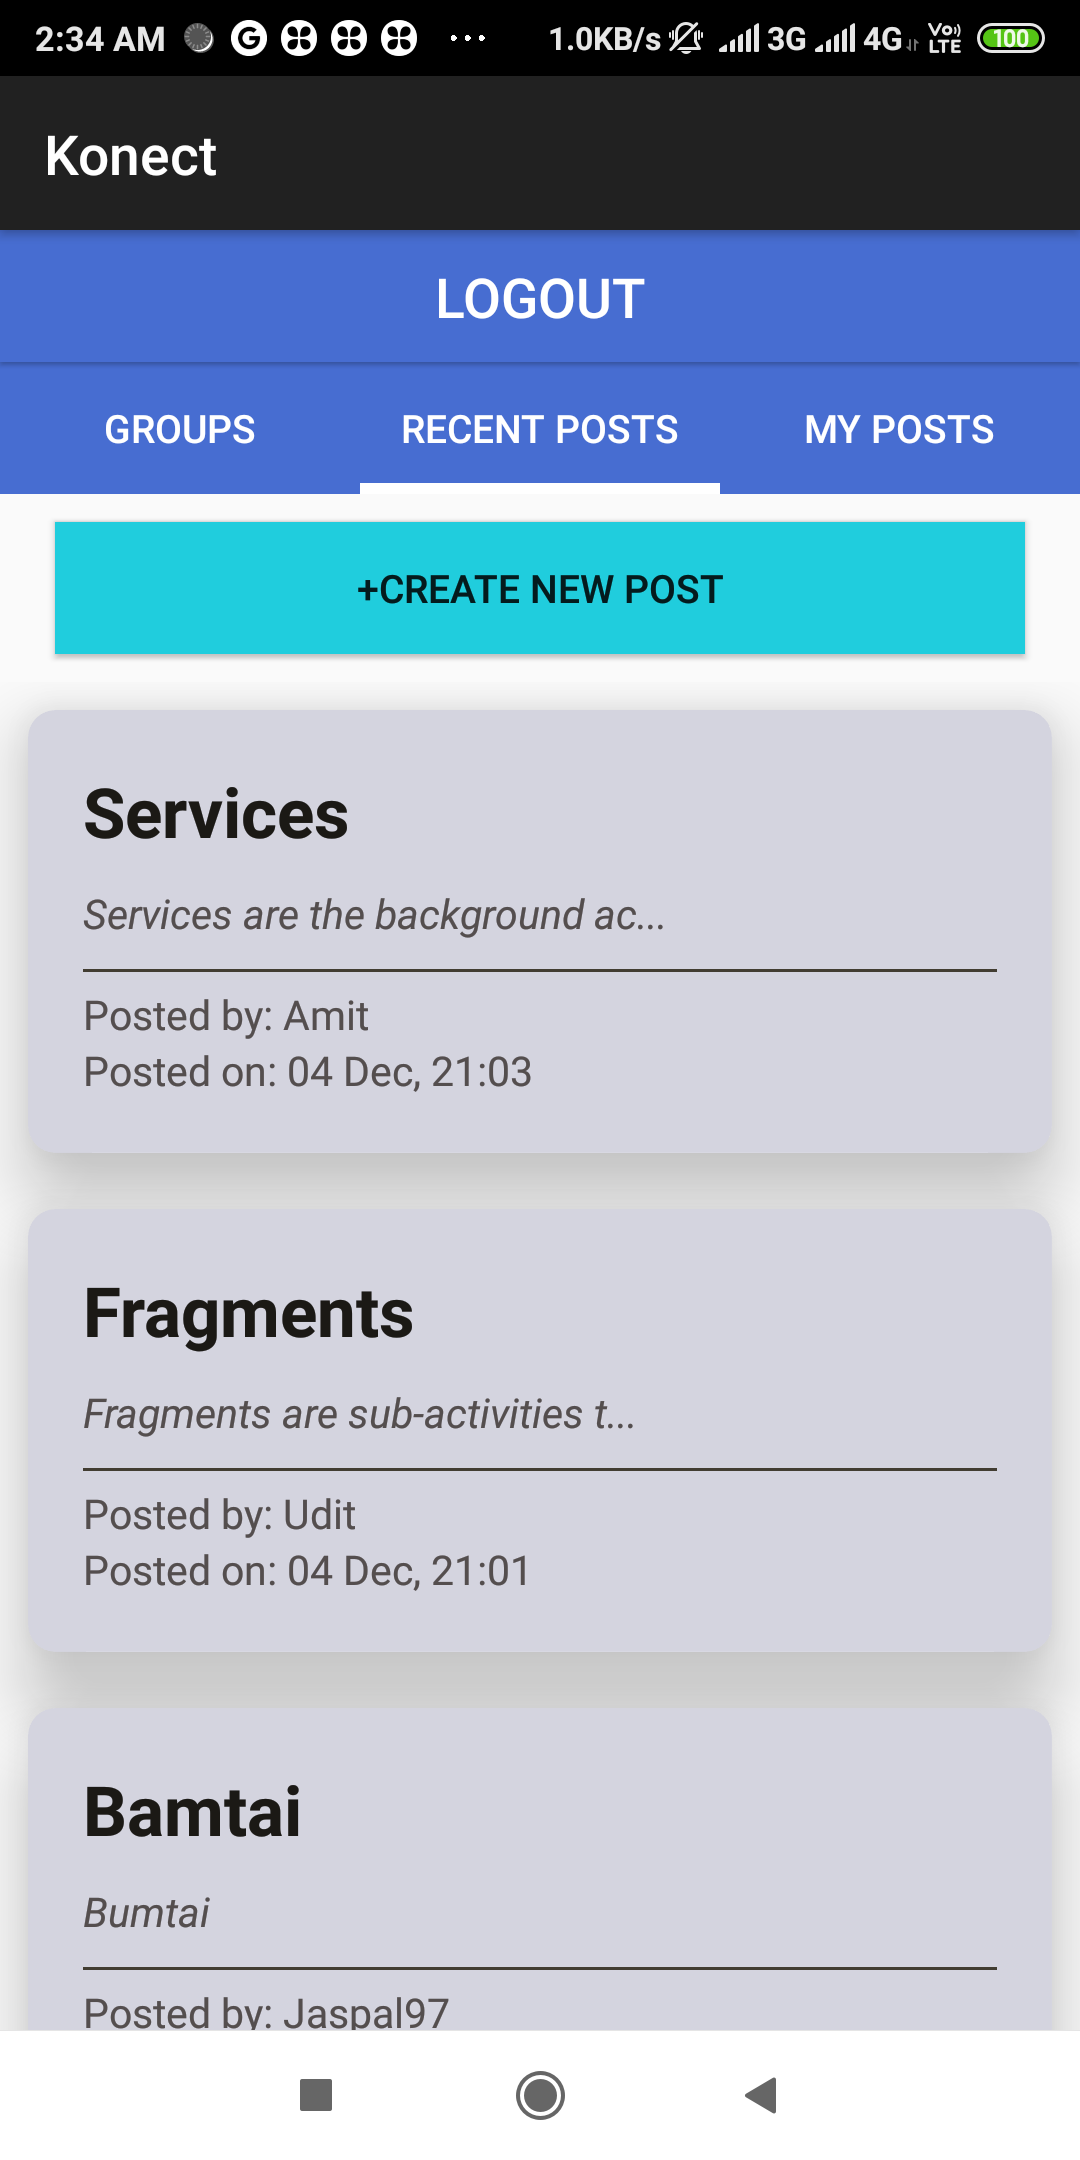 2:34 AM G ... 1.0KB/s 3G 4G Vo)) LTE 100
Konect
LOGOUT
GROUPS RECENT POSTS MY POSTS
+CREATE NEW POST
Services
Services are the background ac...
Posted by: Amit
Posted on: 04 Dec, 21:03
Fragments
Fragments are sub-activities t...
Posted by: Udit
Posted on: 04 Dec, 21:01
Bamtai
Bumtai
Posted by: Jaspal97